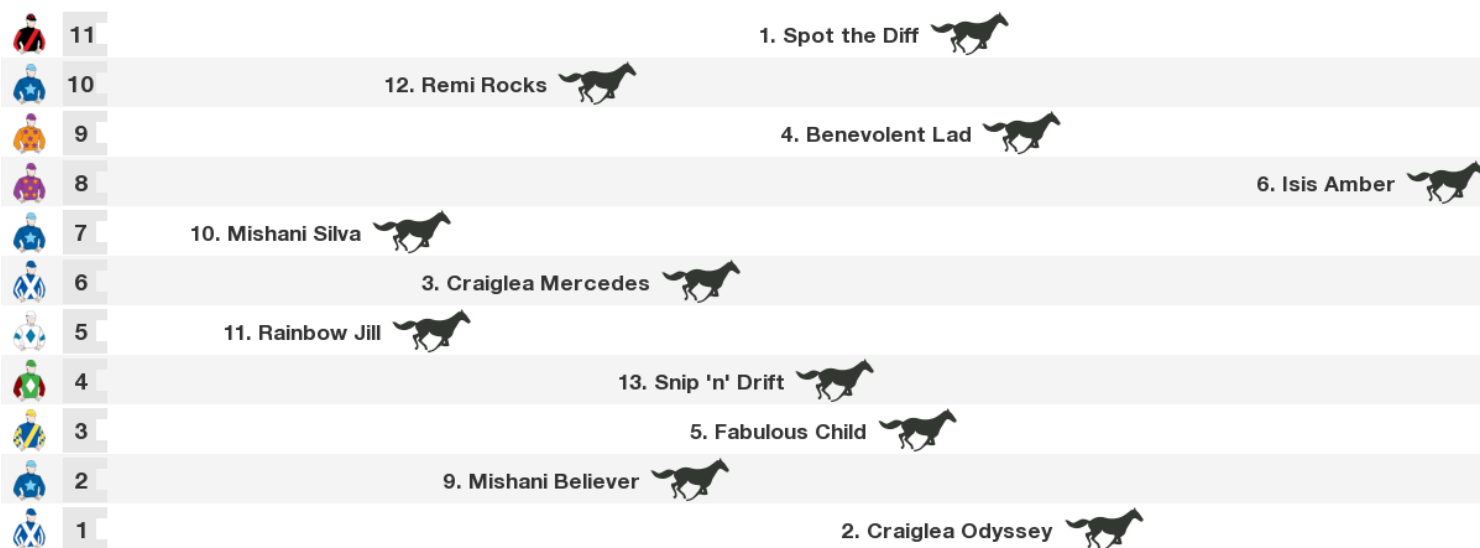 11 1. Spot the Diff
10 12. Remi Rocks
9 4. Benevolent Lad
8 6. Isis Amber
7 10. Mishani Silva
6 3. Craiglea Mercedes
5 11. Rainbow Jill
4 13. Snip 'n' Drift
3 5. Fabulous Child
2 9. Mishani Believer
1 2. Craiglea Odyssey